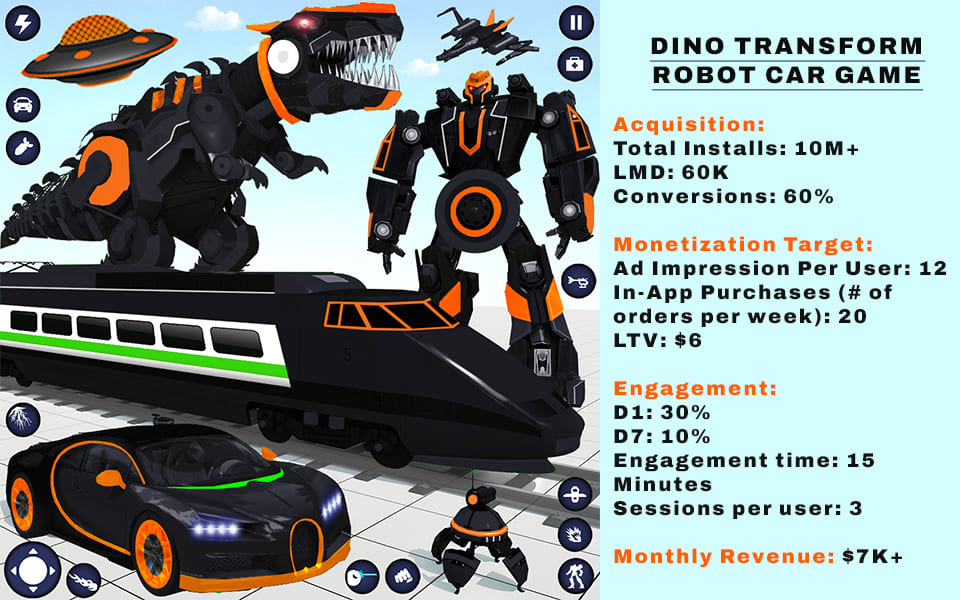 DINO TRANSFORM
ROBOT CAR GAME
Acquisition:
Total Installs: 10M+
LMD: 60K
Conversions: 60%
Monetization Target:
Ad Impression Per User: 12
In-App Purchases (# of
orders per week): 20
LTV: $6
Engagement:
D1: 30%
D7: 10%
Engagement time: 15
Minutes
Sessions per user: 3
Monthly Revenue: $7K+
5